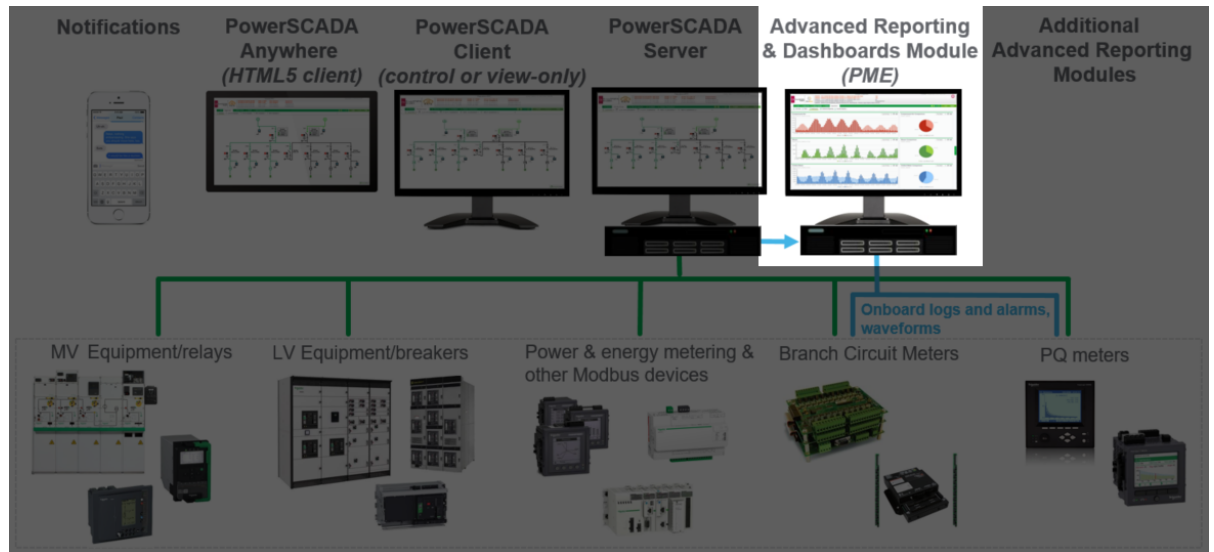 Notifications
PowerSCADA
Anywhere
(HTML5 client)
PowerSCADA
Client
(control or view-only)
PowerSCADA
Server
Advanced Reporting
& Dashboards Module
(PME)
Additional
Advanced Reporting
Modules
Onboard logs and alarms,
waveforms
MV Equipment/relays
LV Equipment/breakers
Power & energy metering &
other Modbus devices
Branch Circuit Meters
PQ meters